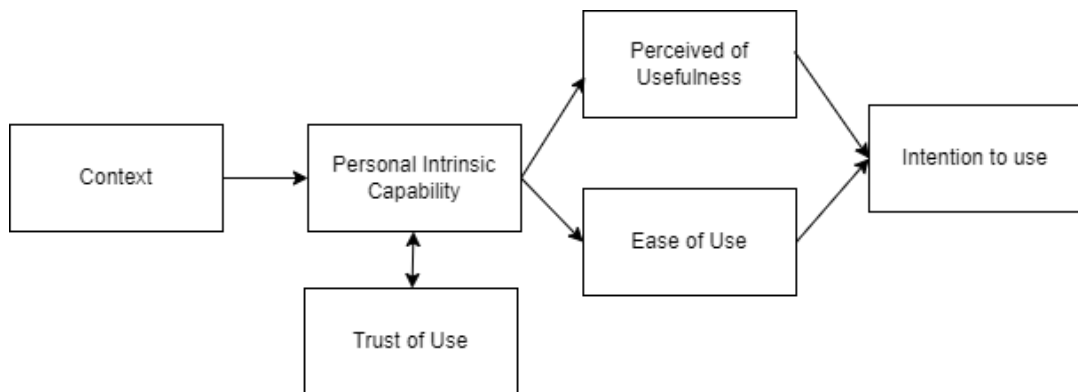 Context
Personal Intrinsic
Capability
Trust of Use
Perceived of
Usefulness
Ease of Use
Intention to use